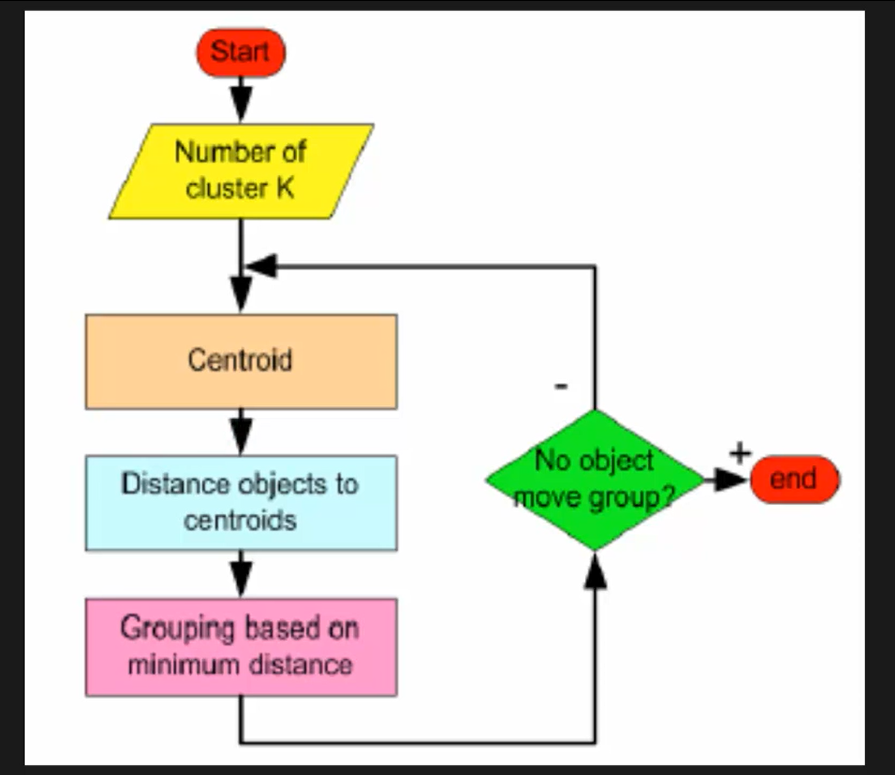 Start
Number of
cluster K
Centroid
Distance objects to
centroids
Grouping based on
minimum distance
-
No object
move group?
+
end